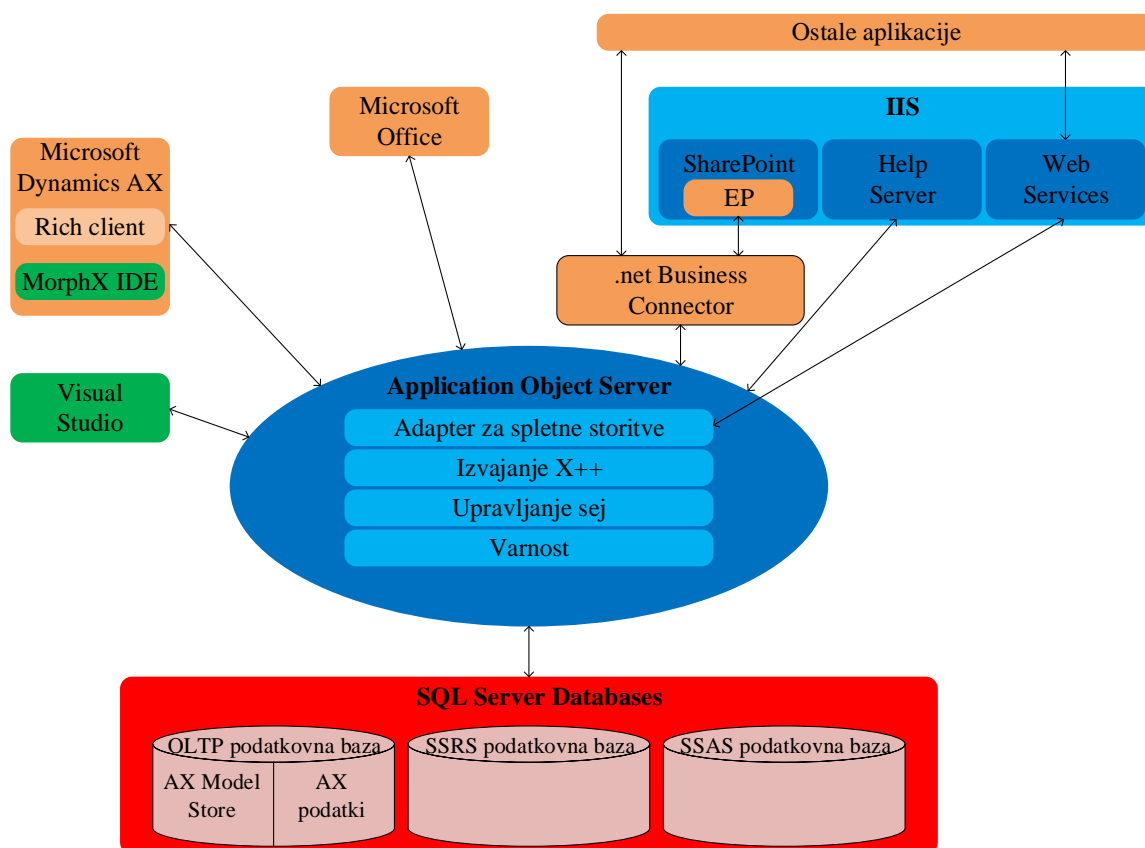 Ostale aplikacije
Microsoft
Office
IIS
Microsoft
Dynamics AX
Rich client
MorphX IDE
SharePoint
EP
Help
Server
Web
Services
.net Business
Connector
Visual
Studio
Application Object Server
Adapter za spletne storitve
Izvajanje X++
Upravljanje sej
Varnost
SQL Server Databases
OLTP podatkovna baza
AX Model
Store
AX
podatki
SSRS podatkovna baza
SSAS podatkovna baza